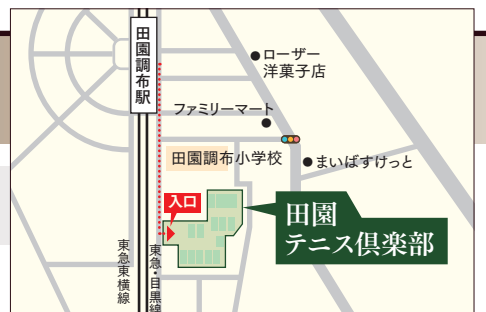 田園調布駅
ローザー
洋菓子店
ファミリーマート
田園調布小学校
まいばすけっと
入口
田園
テニス倶楽部
東急東横線
東急・目黒線